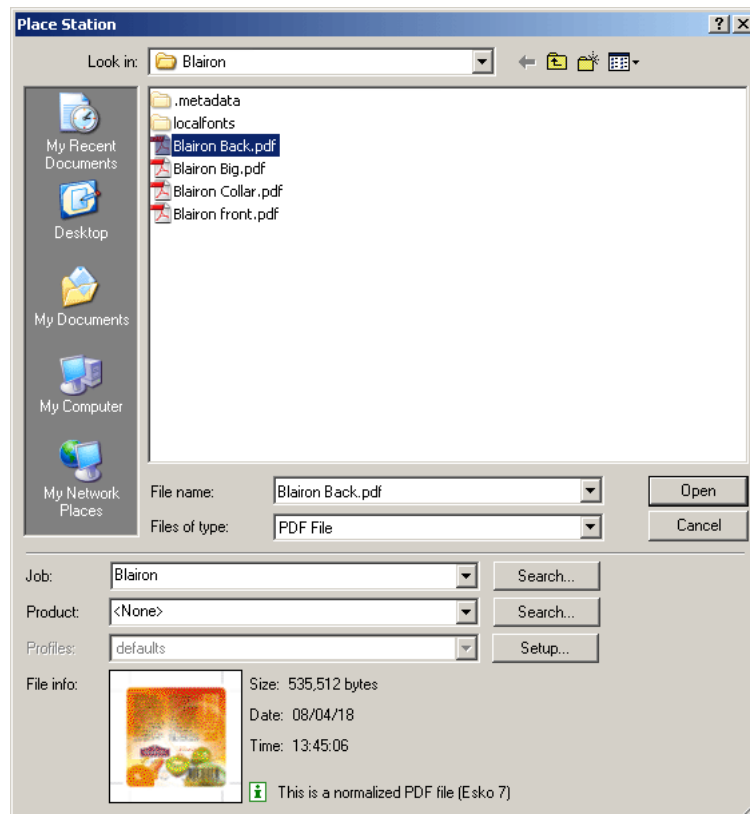 Place Station
Look in: Blairon
.metadata
localfonts
Blairon Back.pdf
Blairon Big.pdf
Blairon Collar.pdf
Blairon front.pdf
My Recent
Documents
Desktop
My Documents
My Computer
My Network
Places
File name: Blairon Back.pdf Open
Files of type: PDF File Cancel
Job: Blairon Search...
Product: <None> Search...
Profiles: defaults Setup...
File info: Size: 535,512 bytes
Date: 08/04/18
Time: 13:45:06
This is a normalized PDF file (Esko 7)